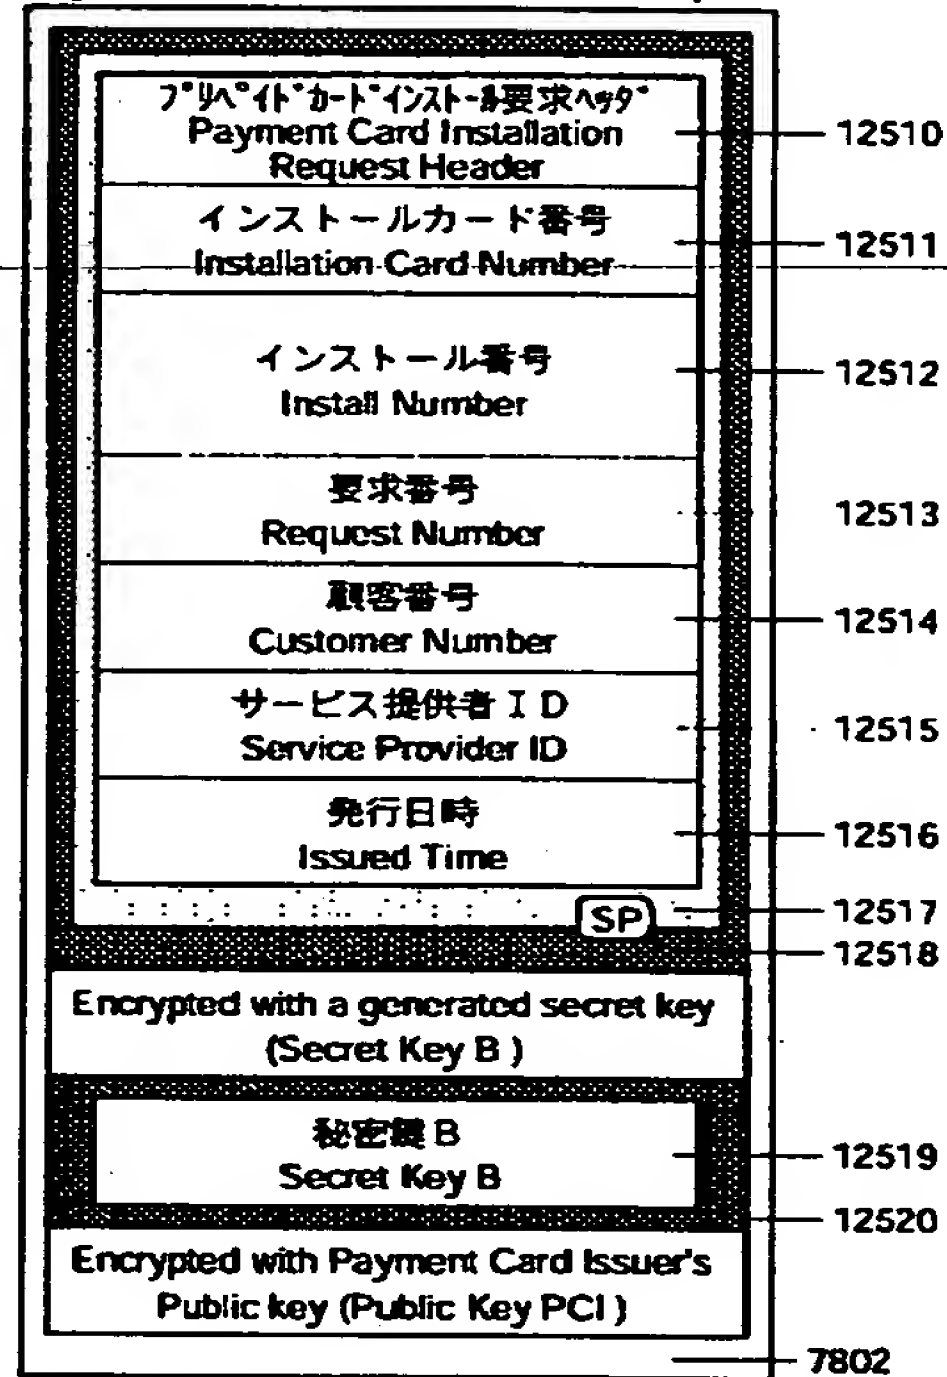 プリペイドカードインストール要求ヘッダ
Payment Card Installation
Request Header
12510
インストールカード番号
Installation Card Number
12511
インストール番号
Install Number
12512
要求番号
Request Number
12513
顧客番号
Customer Number
12514
サービス提供者ID
Service Provider ID
12515
発行日時
Issued Time
12516
SP
12517
12518
Encrypted with a generated secret key
(Secret Key B )
秘密鍵B
Secret Key B
12519
12520
Encrypted with Payment Card Issuer's
Public key (Public Key PCI )
7802